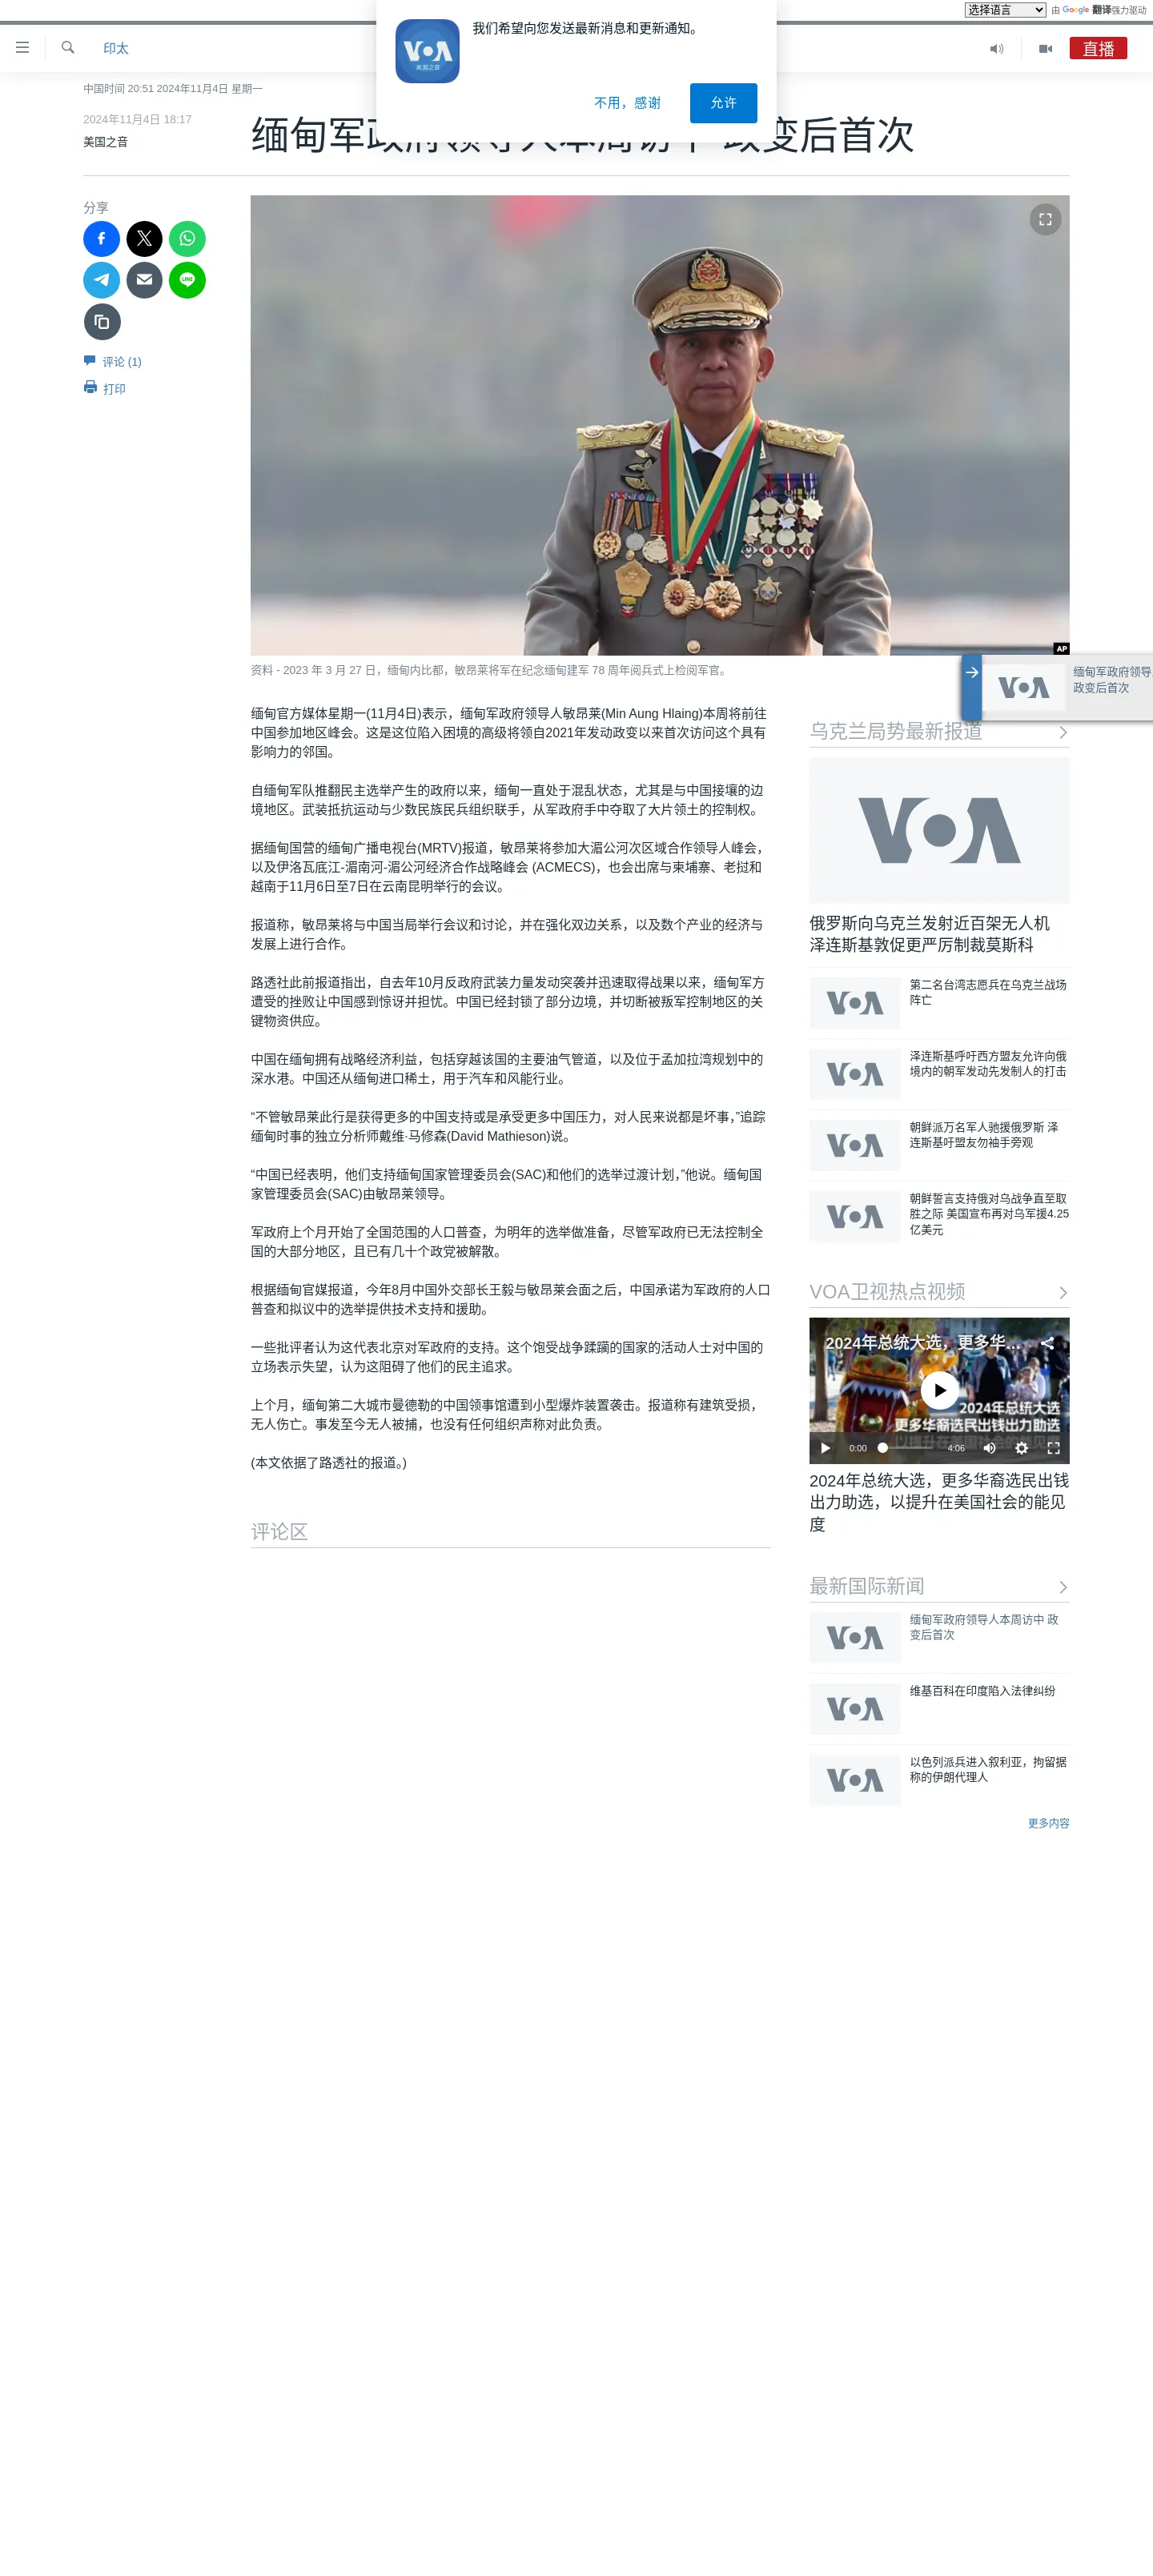 选择语言
由 Google 翻译强力驱动
我们希望向您发送最新消息和更新通知。
VOA
美国之音
不用，感谢
允许
印太
直播
中国时间 20:51 2024年11月4日 星期一
2024年11月4日 18:17
美国之音
缅甸军政府领导人本周访中 政变后首次
分享
评论 (1)
打印
AP
资料 - 2023 年 3 月 27 日，缅甸内比都，敏昂莱将军在纪念缅甸建军 78 周年阅兵式上检阅军官。
VOA
缅甸军政府领导
政变后首次
缅甸官方媒体星期一(11月4日)表示，缅甸军政府领导人敏昂莱(Min Aung Hlaing)本周将前往
中国参加地区峰会。这是这位陷入困境的高级将领自2021年发动政变以来首次访问这个具有
影响力的邻国。
自缅甸军队推翻民主选举产生的政府以来，缅甸一直处于混乱状态，尤其是与中国接壤的边
境地区。武装抵抗运动与少数民族民兵组织联手，从军政府手中夺取了大片领土的控制权。
据缅甸国营的缅甸广播电视台(MRTV)报道，敏昂莱将参加大湄公河次区域合作领导人峰会，
以及伊洛瓦底江-湄南河-湄公河经济合作战略峰会 (ACMECS)，也会出席与柬埔寨、老挝和
越南于11月6日至7日在云南昆明举行的会议。
报道称，敏昂莱将与中国当局举行会议和讨论，并在强化双边关系，以及数个产业的经济与
发展上进行合作。
路透社此前报道指出，自去年10月反政府武装力量发动突袭并迅速取得战果以来，缅甸军方
遭受的挫败让中国感到惊讶并担忧。中国已经封锁了部分边境，并切断被叛军控制地区的关
键物资供应。
中国在缅甸拥有战略经济利益，包括穿越该国的主要油气管道，以及位于孟加拉湾规划中的
深水港。中国还从缅甸进口稀土，用于汽车和风能行业。
“不管敏昂莱此行是获得更多的中国支持或是承受更多中国压力，对人民来说都是坏事，”追踪
缅甸时事的独立分析师戴维·马修森(David Mathieson)说。
“中国已经表明，他们支持缅甸国家管理委员会(SAC)和他们的选举过渡计划，”他说。缅甸国
家管理委员会(SAC)由敏昂莱领导。
军政府上个月开始了全国范围的人口普查，为明年的选举做准备，尽管军政府已无法控制全
国的大部分地区，且已有几十个政党被解散。
根据缅甸官媒报道，今年8月中国外交部长王毅与敏昂莱会面之后，中国承诺为军政府的人口
普查和拟议中的选举提供技术支持和援助。
一些批评者认为这代表北京对军政府的支持。这个饱受战争蹂躏的国家的活动人士对中国的
立场表示失望，认为这阻碍了他们的民主追求。
上个月，缅甸第二大城市曼德勒的中国领事馆遭到小型爆炸装置袭击。报道称有建筑受损，
无人伤亡。事发至今无人被捕，也没有任何组织声称对此负责。
(本文依据了路透社的报道。)
评论区
乌克兰局势最新报道
VOA
俄罗斯向乌克兰发射近百架无人机
泽连斯基敦促更严厉制裁莫斯科
VOA
第二名台湾志愿兵在乌克兰战场
阵亡
VOA
泽连斯基呼吁西方盟友允许向俄
境内的朝军发动先发制人的打击
VOA
朝鲜派万名军人驰援俄罗斯 泽
连斯基吁盟友勿袖手旁观
VOA
朝鲜誓言支持俄对乌战争直至取
胜之际 美国宣布再对乌军援4.25
亿美元
VOA卫视热点视频
2024年总统大选，更多华…
2024年总统大选
更多华裔选民出钱出力助选
0:00
4:06
2024年总统大选，更多华裔选民出钱
出力助选，以提升在美国社会的能见
度
最新国际新闻
VOA
缅甸军政府领导人本周访中 政
变后首次
VOA
维基百科在印度陷入法律纠纷
VOA
以色列派兵进入叙利亚，拘留据
称的伊朗代理人
更多内容